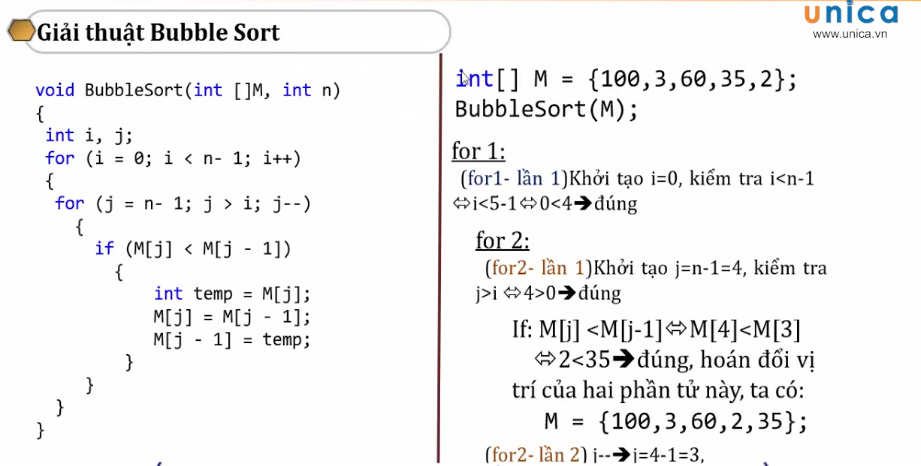 unica
www.unica.vn
Giải thuật Bubble Sort
void BubbleSort(int []M, int n)
{
int i, j;
for (i = 0; i < n- 1; i++)
{
for (j = n- 1; j > i; j--)
{
if (M[j] < M[j - 1])
{
int temp = M[j];
M[j] = M[j - 1];
M[j - 1] = temp;
}
}
}
}
int[] M = {100,3,60,35,2};
BubbleSort(M);
for 1:
(for1- lần 1)Khởi tạo i=0, kiểm tra i<n-1
⇔i<5-1⇔0<4➔đúng
for 2:
(for2- lần 1)Khởi tạo j=n-1=4, kiểm tra
j>i ⇔4>0➔đúng
If: M[j] <M[j-1]⇔M[4]<M[3]
⇔2<35➔đúng, hoán đổi vị
trí của hai phần tử này, ta có:
M = {100,3,60,2,35};
(for2- lần 2) j--➔j=4-1=3,